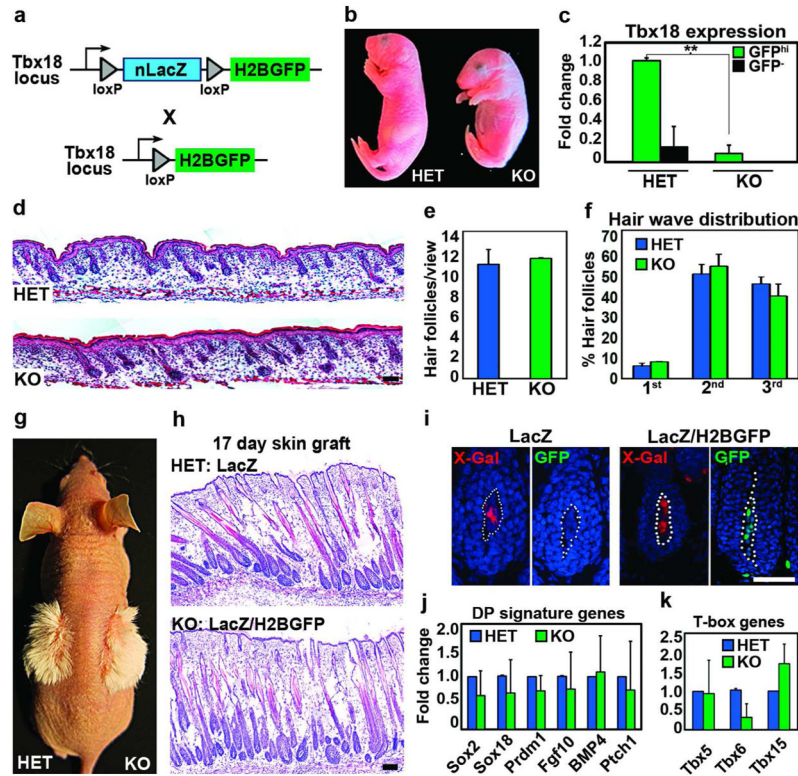 a
Tbx18
locus
nLacZ
H2BGFP
loxP
loxP
X
Tbx18
locus
H2BGFP
loxP
b
HET
KO
c
Tbx18 expression
Fold change
1.2
1.0
0.8
0.6
0.4
0.2
0
**
GFPhi
GFP-
HET
KO
d
HET
KO
e
Hair follicles/view
14
12
10
8
6
4
2
0
HET
KO
f
Hair wave distribution
% Hair follicles
60
50
40
30
20
10
0
HET
KO
1st
2nd
3rd
g
HET
KO
h
17 day skin graft
HET: LacZ
KO: LacZ/H2BGFP
i
LacZ
LacZ/H2BGFP
X-Gal
GFP
X-Gal
GFP
j
DP signature genes
HET
KO
Fold change
2.0
1.5
1.0
0.5
0
Sox2
Sox18
Prdm1
Fgf10
BMP4
Ptch1
k
T-box genes
HET
KO
2.5
2.0
1.5
1.0
0.5
0
Tbx5
Tbx6
Tbx15